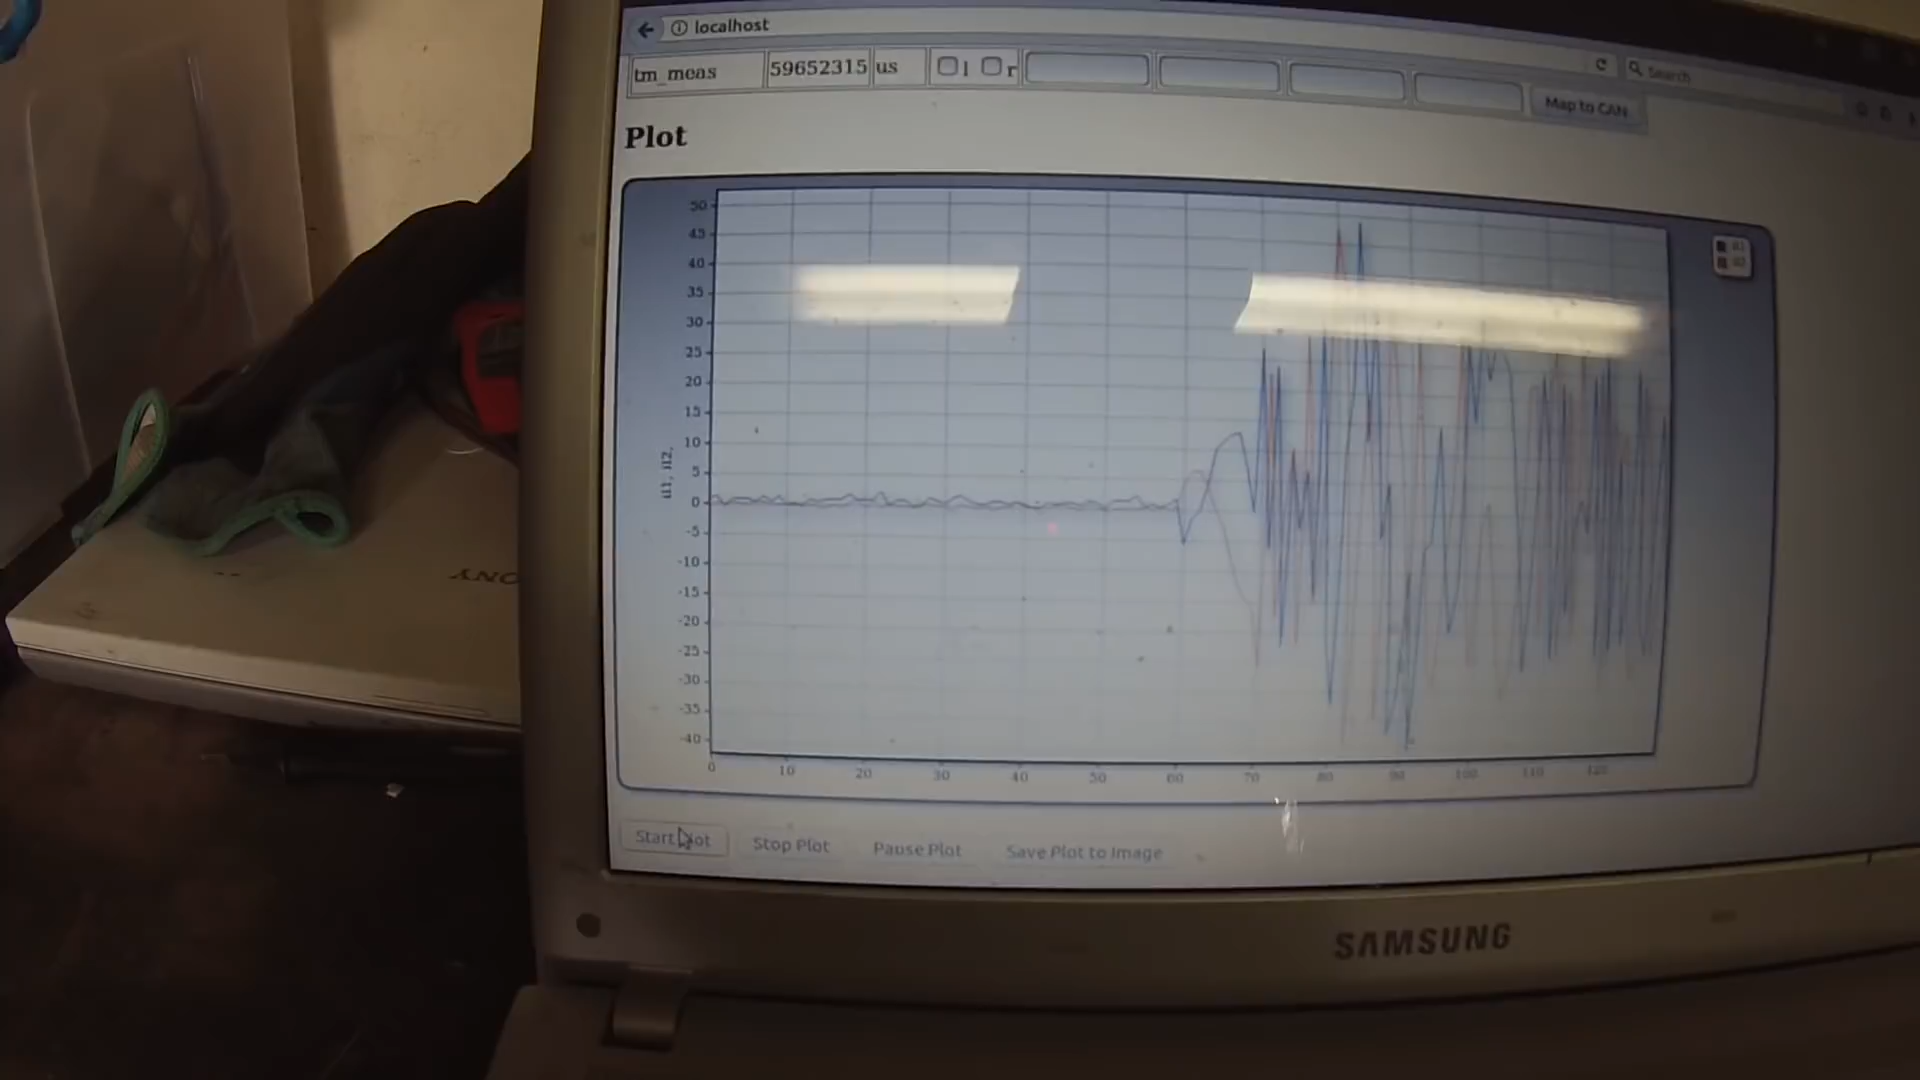 localhost
Search
tm_meas 59652315 us l r
Map to CAN
Plot
50
45
40
35
30
25
20
15
10
5
0
-5
-10
-15
-20
-25
-30
-35
-40
0 10 20 30 40 50 60 70 80 90 100 110 120
Start Plot Stop Plot Pause Plot Save Plot to Image
SAMSUNG